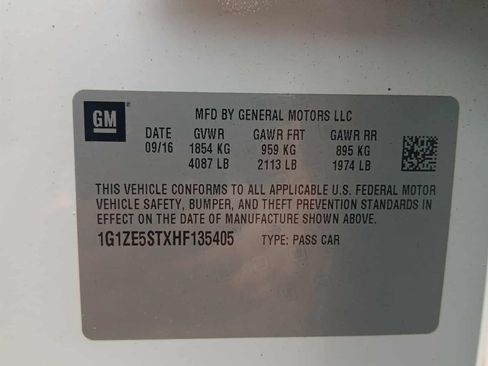 GM
MFD BY GENERAL MOTORS LLC
DATE GVWR GAWR FRT GAWR RR
09/16 1854 KG 959 KG 895 KG
4087 LB 2113 LB 1974 LB
THIS VEHICLE CONFORMS TO ALL APPLICABLE U.S. FEDERAL MOTOR
VEHICLE SAFETY, BUMPER, AND THEFT PREVENTION STANDARDS IN
EFFECT ON THE DATE OF MANUFACTURE SHOWN ABOVE.
1G1ZE5STXHF135405 TYPE: PASS CAR